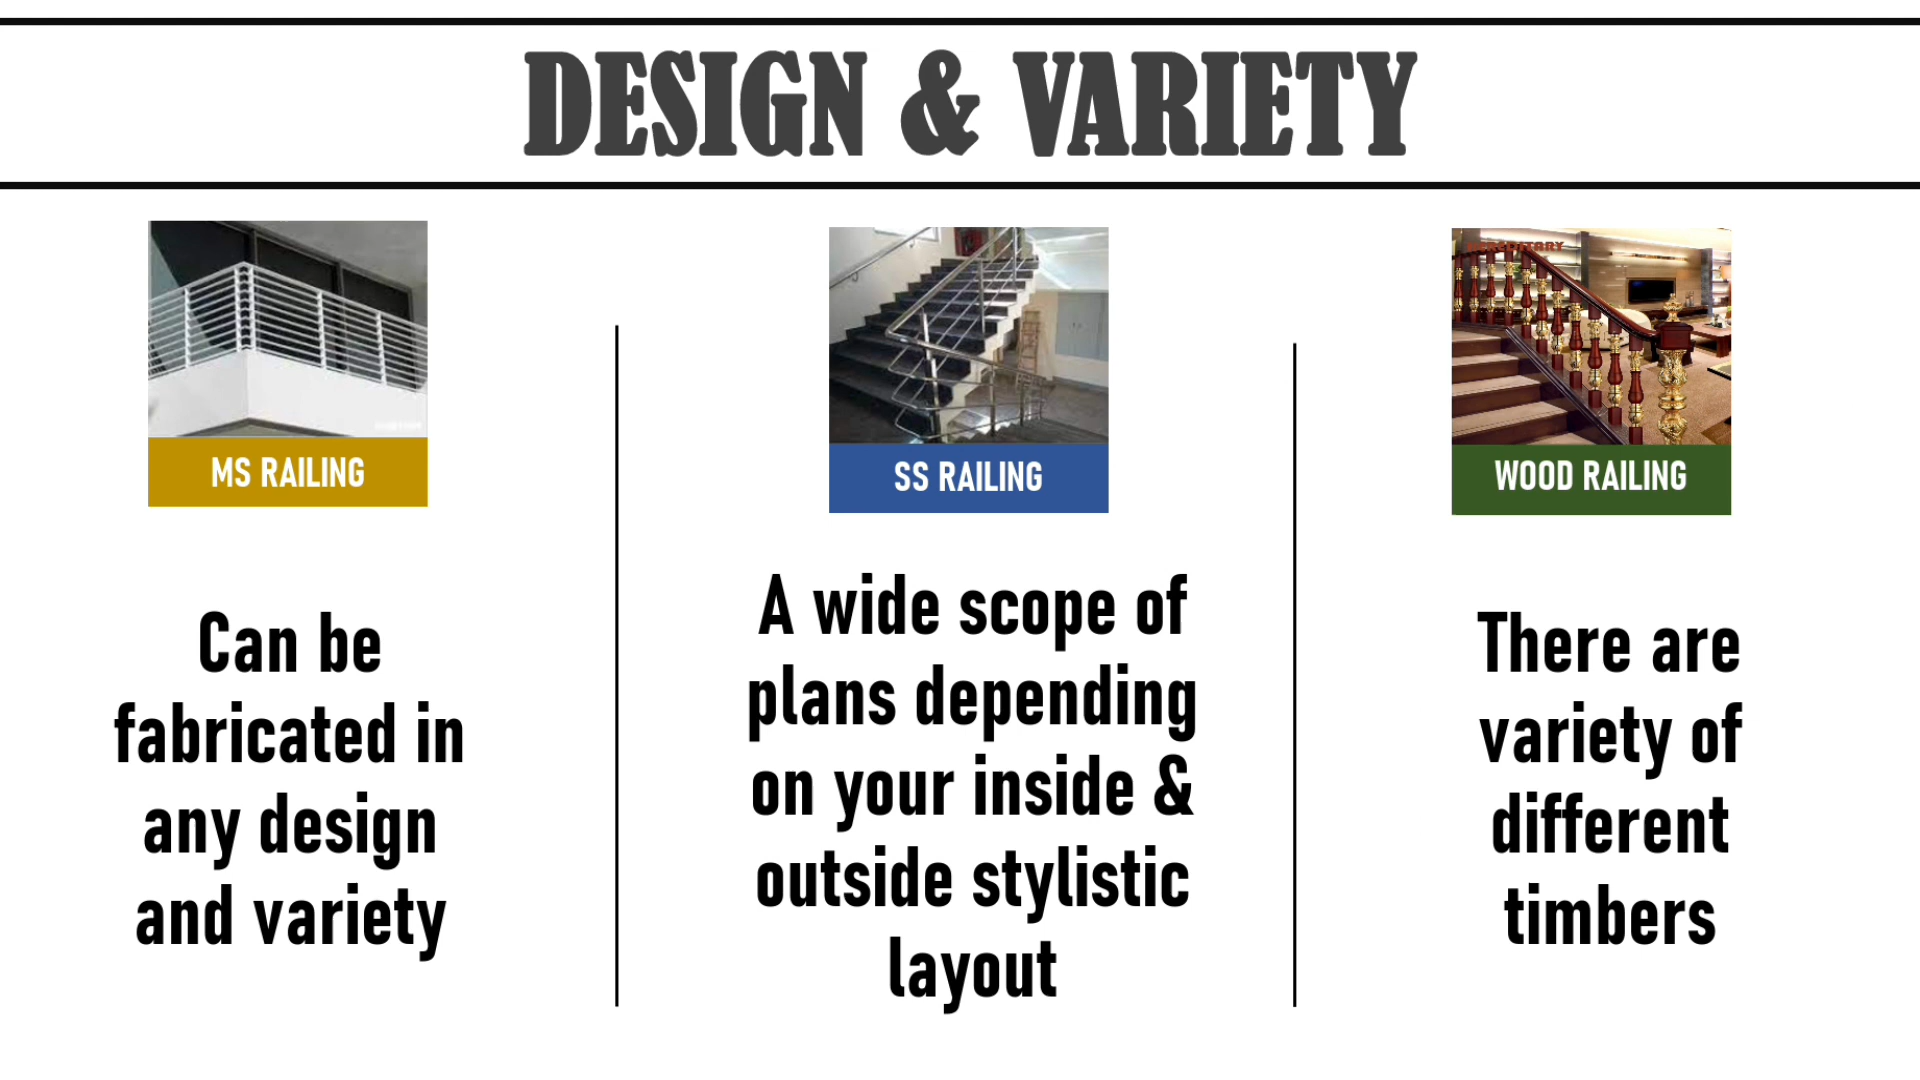 DESIGN & VARIETY
MS RAILING
Can be
fabricated in
any design
and variety
SS RAILING
A wide scope of
plans depending
on your inside &
outside stylistic
layout
WOOD RAILING
There are
variety of
different
timbers